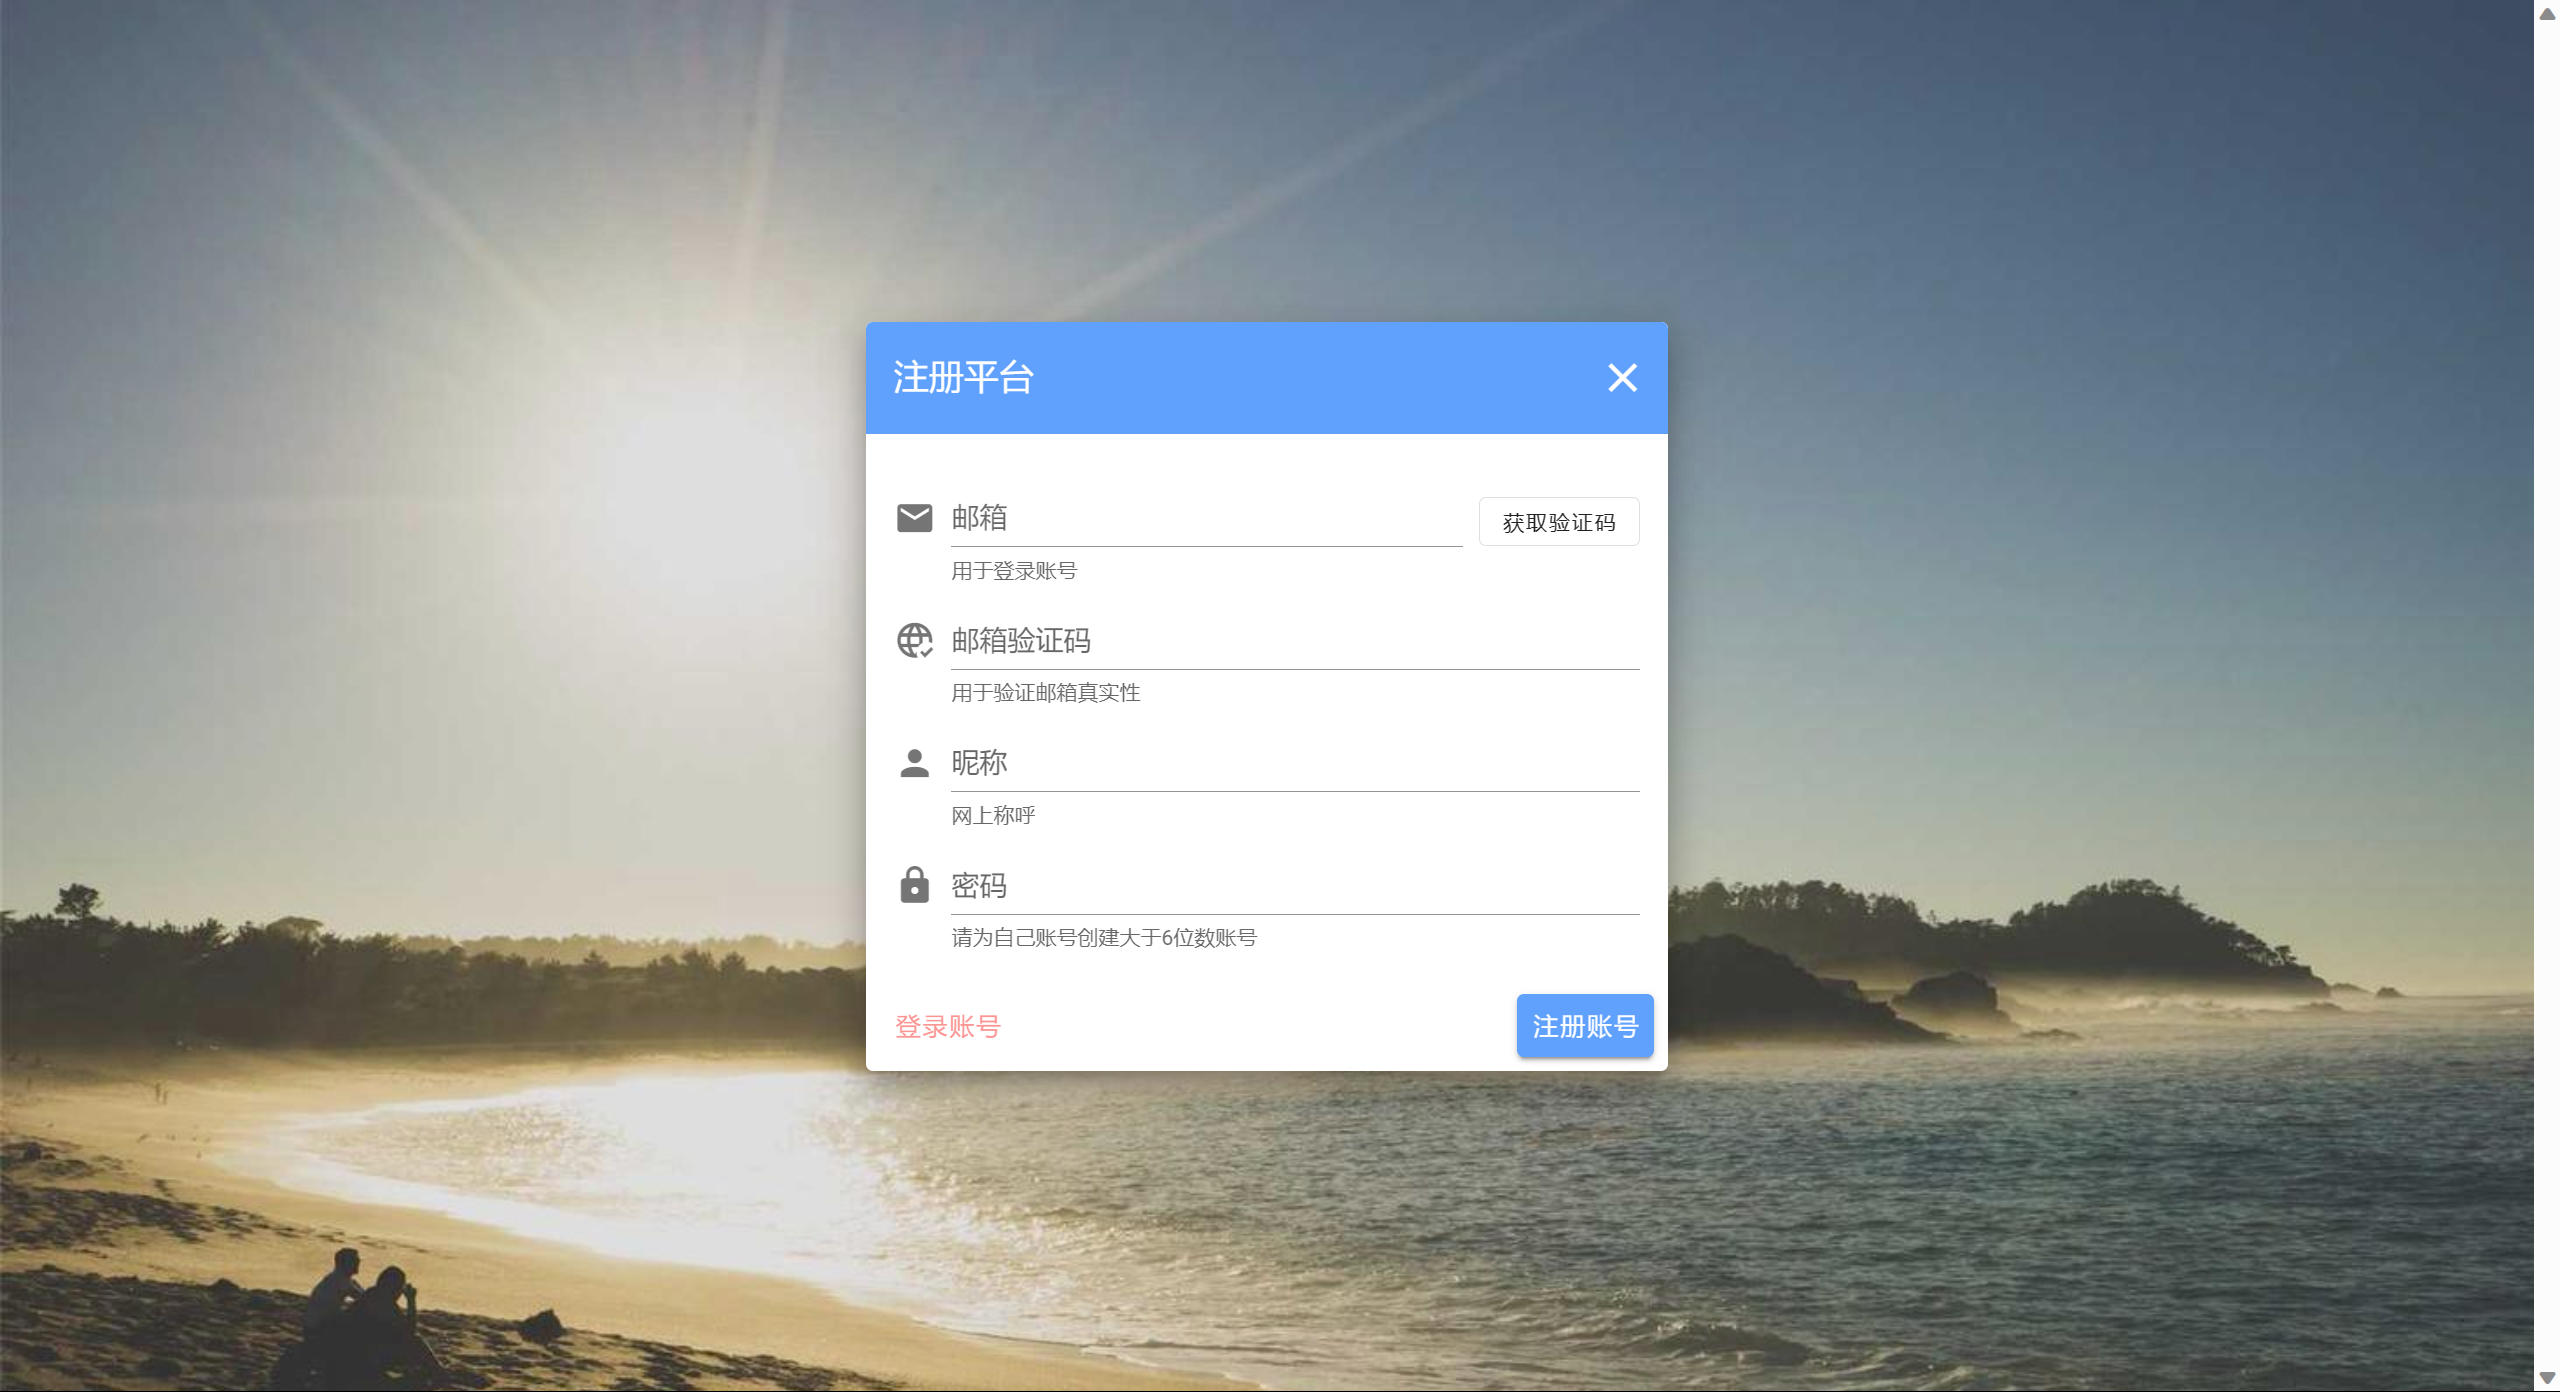 注册平台
邮箱
获取验证码
用于登录账号
邮箱验证码
用于验证邮箱真实性
昵称
网上称呼
密码
请为自己账号创建大于6位数账号
登录账号
注册账号